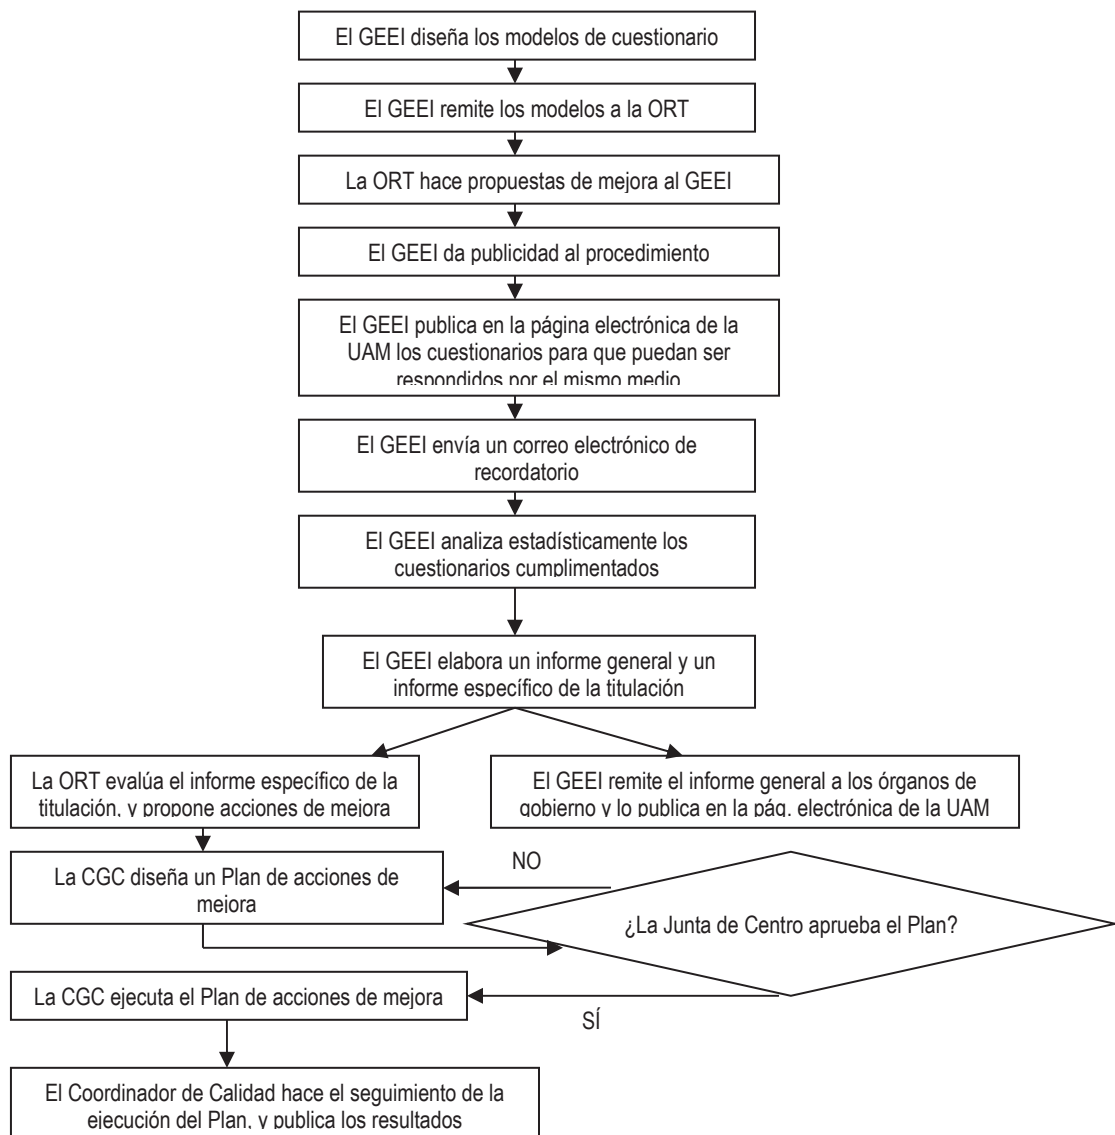 El GEEI diseña los modelos de cuestionario
El GEEI remite los modelos a la ORT
La ORT hace propuestas de mejora al GEEI
El GEEI da publicidad al procedimiento
El GEEI publica en la página electrónica de la
UAM los cuestionarios para que puedan ser
respondidos por el mismo medio
El GEEI envía un correo electrónico de
recordatorio
El GEEI analiza estadísticamente los
cuestionarios cumplimentados
El GEEI elabora un informe general y un
informe específico de la titulación
La ORT evalúa el informe específico de la
titulación, y propone acciones de mejora
El GEEI remite el informe general a los órganos de
gobierno y lo publica en la pág. electrónica de la UAM
La CGC diseña un Plan de acciones de
mejora
NO
¿La Junta de Centro aprueba el Plan?
La CGC ejecuta el Plan de acciones de mejora
SÍ
El Coordinador de Calidad hace el seguimiento de la
ejecución del Plan, y publica los resultados